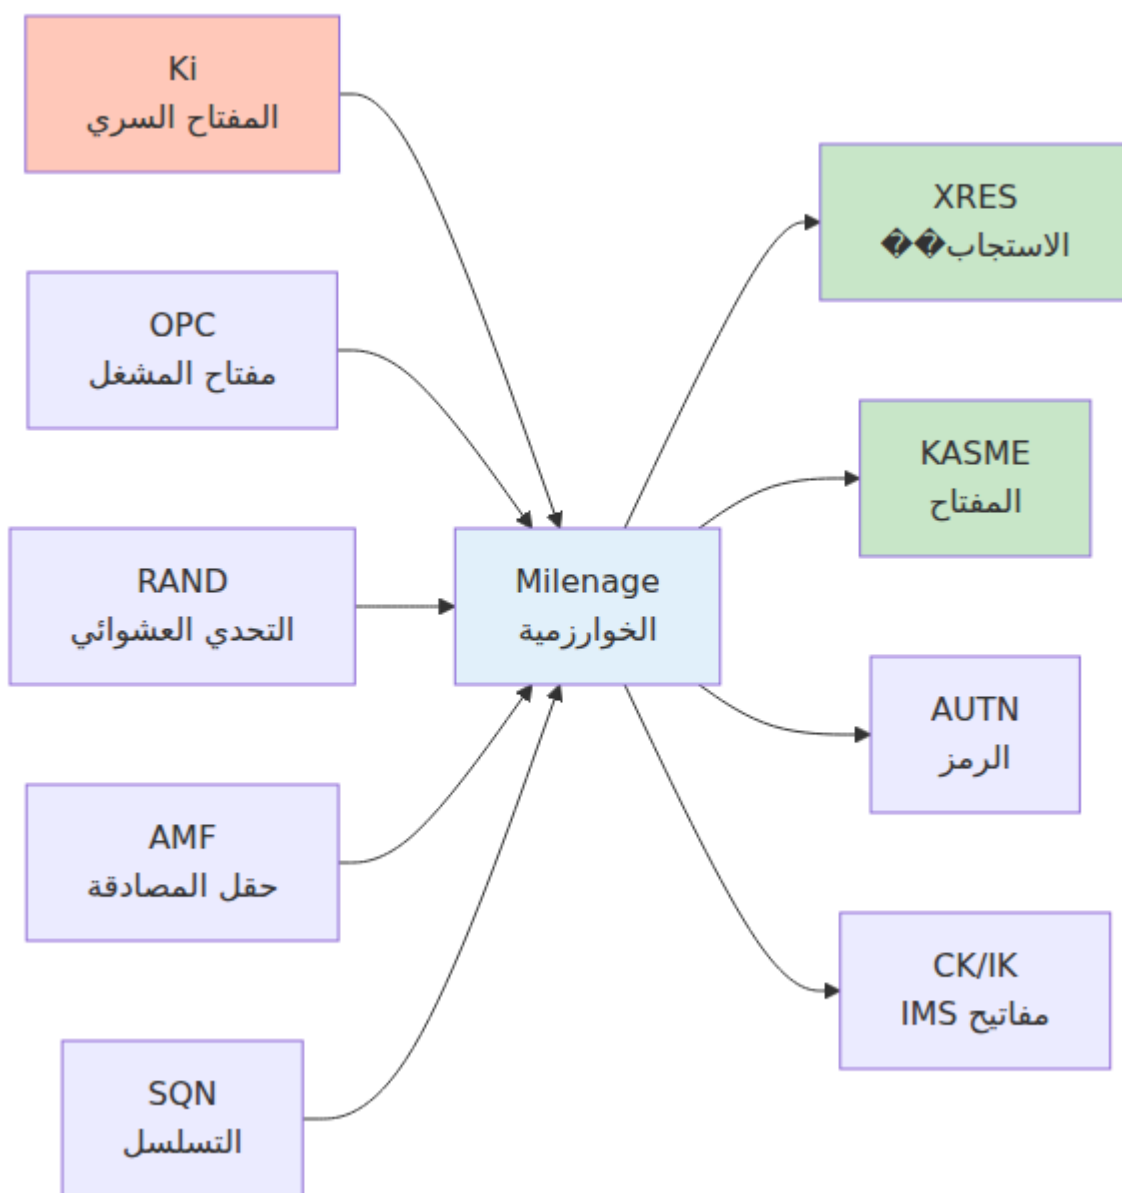 Ki
المفتاح السري
OPC
مفتاح المشغل
RAND
التحدي العشوائي
AMF
حقل المصادقة
SQN
التسلسل
Milenage
الخوارزمية
XRES
الاستجاب��
KASME
المفتاح
AUTN
الرمز
CK/IK
مفاتيح IMS